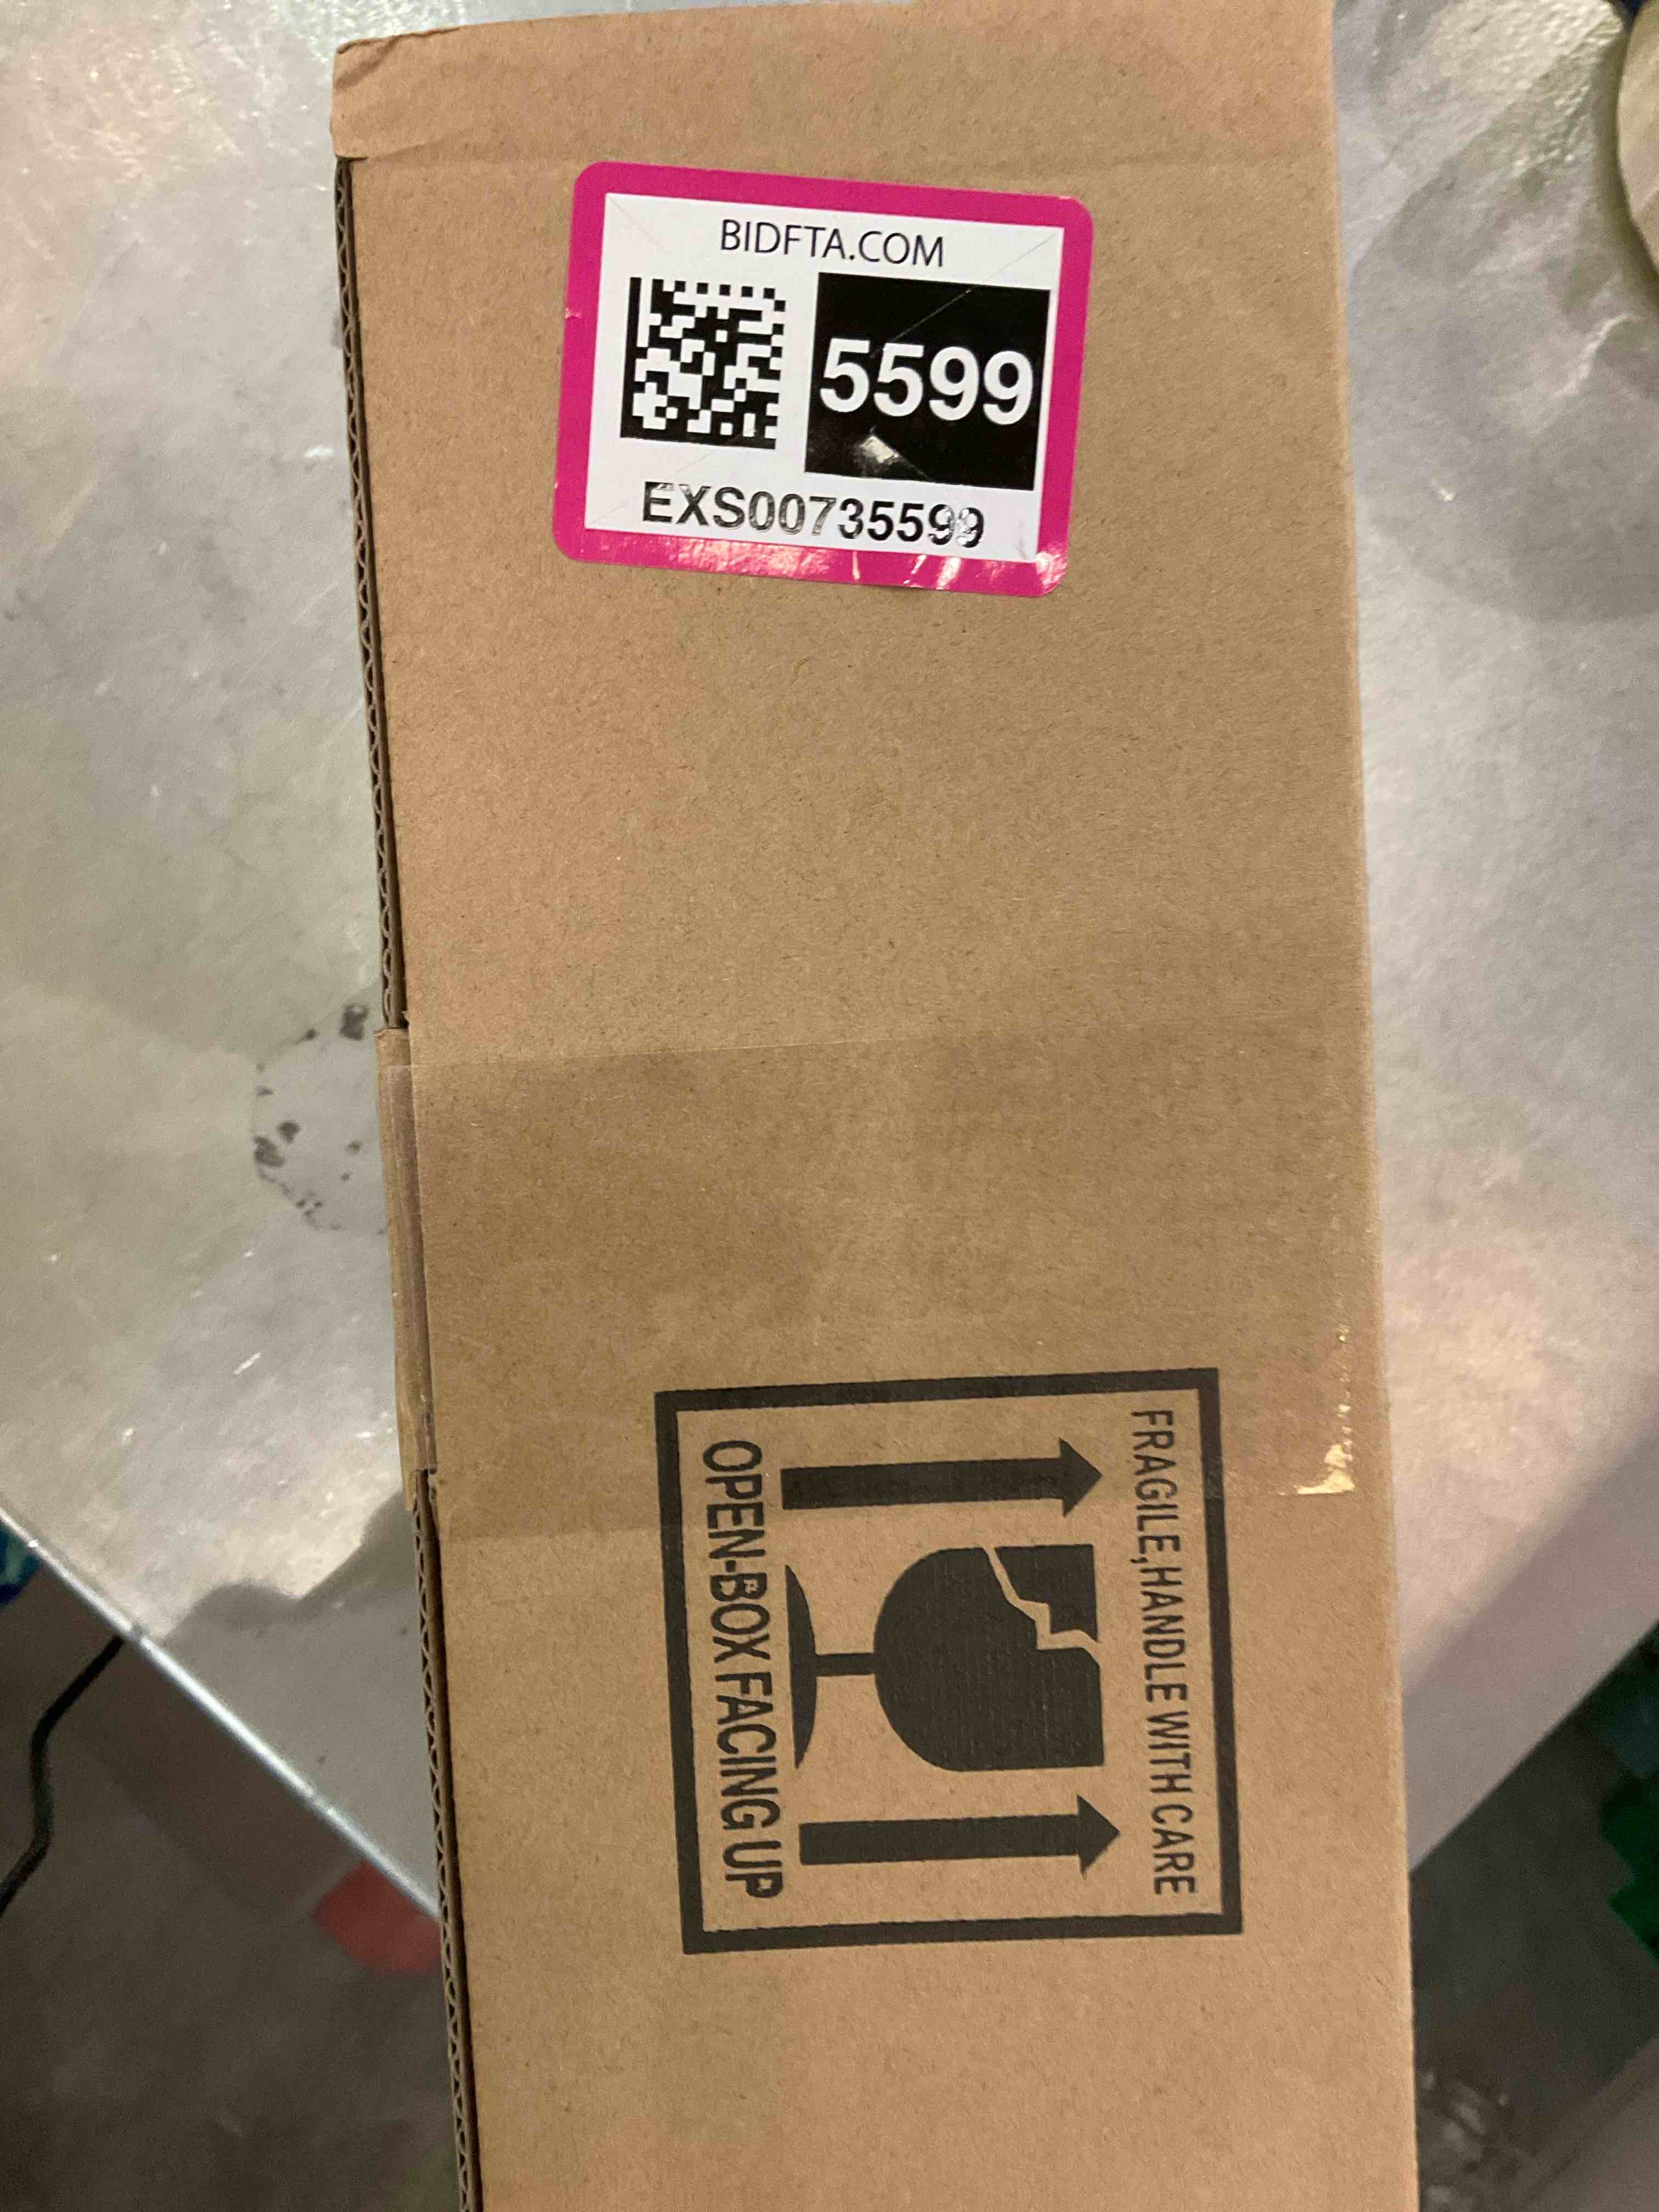 BIDFTA.COM
5599
EXS00735599
FRAGILE,HANDLE WITH CARE
OPEN-BOX FACING UP